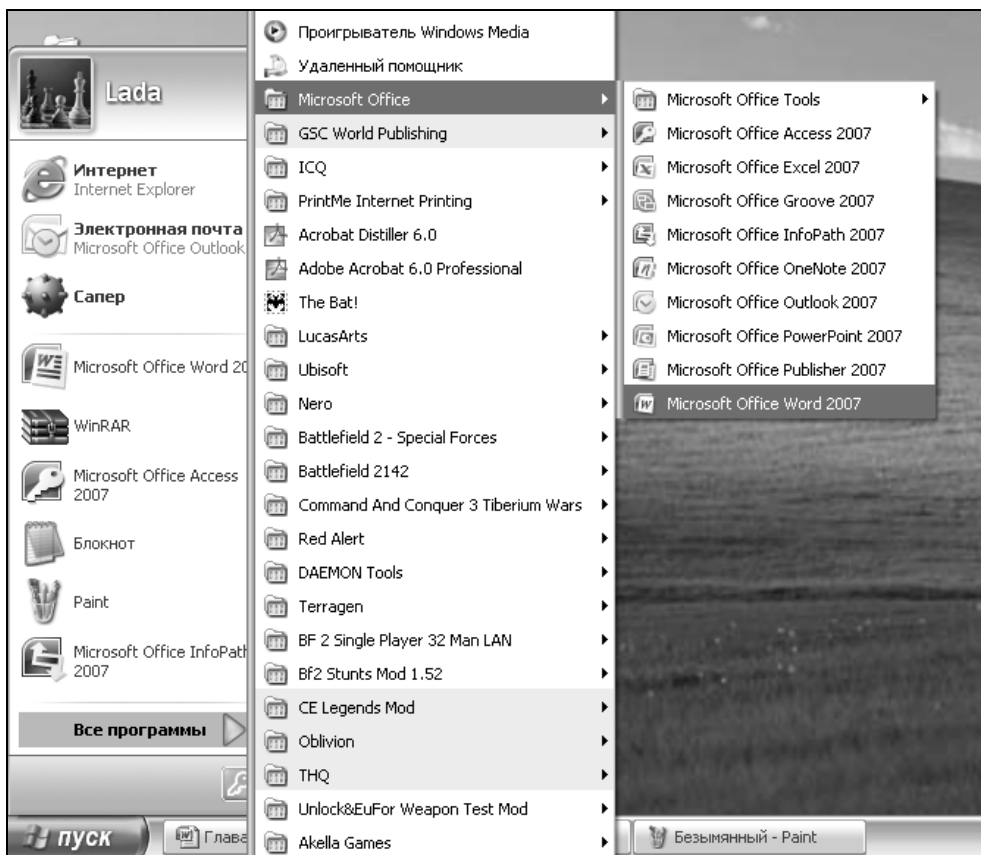 Lada
Интернет
Internet Explorer
Электронная почта
Microsoft Office Outlook
Сапер
Microsoft Office Word 20
WinRAR
Microsoft Office Access
2007
Блокнот
Paint
Microsoft Office InfoPath
2007
Все программы
Проигрыватель Windows Media
Удаленный помощник
Microsoft Office
GSC World Publishing
ICQ
PrintMe Internet Printing
Acrobat Distiller 6.0
Adobe Acrobat 6.0 Professional
The Bat!
LucasArts
Ubisoft
Nero
Battlefield 2 - Special Forces
Battlefield 2142
Command And Conquer 3 Tiberium Wars
Red Alert
DAEMON Tools
Terragen
BF 2 Single Player 32 Man LAN
Bf2 Stunts Mod 1.52
CE Legends Mod
Oblivion
THQ
Unlock&EuFor Weapon Test Mod
Akella Games
Microsoft Office Tools
Microsoft Office Access 2007
Microsoft Office Excel 2007
Microsoft Office Groove 2007
Microsoft Office InfoPath 2007
Microsoft Office OneNote 2007
Microsoft Office Outlook 2007
Microsoft Office PowerPoint 2007
Microsoft Office Publisher 2007
Microsoft Office Word 2007
пуск
Глава
Безымянный - Paint